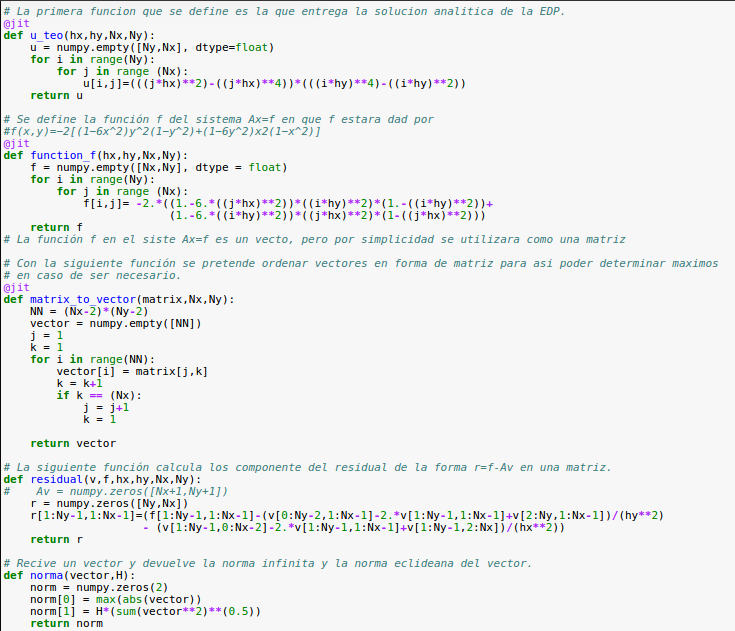 # La primera funcion que se define es la que entrega la solucion analitica de la EDP.
@jit
def u_teo(hx,hy,Nx,Ny):
    u = numpy.empty([Ny,Nx], dtype=float)
    for i in range(Ny):
        for j in range (Nx):
            u[i,j]=(((j*hx)**2)-((j*hx)**4))*(((i*hy)**4)-((i*hy)**2))
    return u

# Se define la función f del sistema Ax=f en que f estara dad por
#f(x,y)=−2[(1−6x^2)y^2(1−y^2)+(1−6y^2)x2(1−x^2)]
@jit
def function_f(hx,hy,Nx,Ny):
    f = numpy.empty([Nx,Ny], dtype = float)
    for i in range(Ny):
        for j in range (Nx):
            f[i,j]= -2.*((1.-6.*((j*hx)**2))*((i*hy)**2)*(1.-((i*hy)**2))+
                         (1.-6.*((i*hy)**2))*((j*hx)**2)*(1-((j*hx)**2)))
    return f
# La función f en el siste Ax=f es un vecto, pero por simplicidad se utilizara como una matriz

# Con la siguiente función se pretende ordenar vectores en forma de matriz para asi poder determinar maximos
# en caso de ser necesario.
@jit
def matrix_to_vector(matrix,Nx,Ny):
    NN = (Nx-2)*(Ny-2)
    vector = numpy.empty([NN])
    j = 1
    k = 1
    for i in range(NN):
        vector[i] = matrix[j,k]
        k = k+1
        if k == (Nx):
            j = j+1
            k = 1

    return vector

# La siguiente función calcula los componente del residual de la forma r=f-Av en una matriz.
def residual(v,f,hx,hy,Nx,Ny):
#    Av = numpy.zeros([Nx+1,Ny+1])
    r = numpy.zeros([Ny,Nx])
    r[1:Ny-1,1:Nx-1]=(f[1:Ny-1,1:Nx-1]-(v[0:Ny-2,1:Nx-1]-2.*v[1:Ny-1,1:Nx-1]+v[2:Ny,1:Nx-1])/(hy**2)
                     - (v[1:Ny-1,0:Nx-2]-2.*v[1:Ny-1,1:Nx-1]+v[1:Ny-1,2:Nx])/(hx**2))
    return r

# Recive un vector y devuelve la norma infinita y la norma eclideana del vector.
def norma(vector,H):
    norm = numpy.zeros(2)
    norm[0] = max(abs(vector))
    norm[1] = H*(sum(vector**2)**(0.5))
    return norm